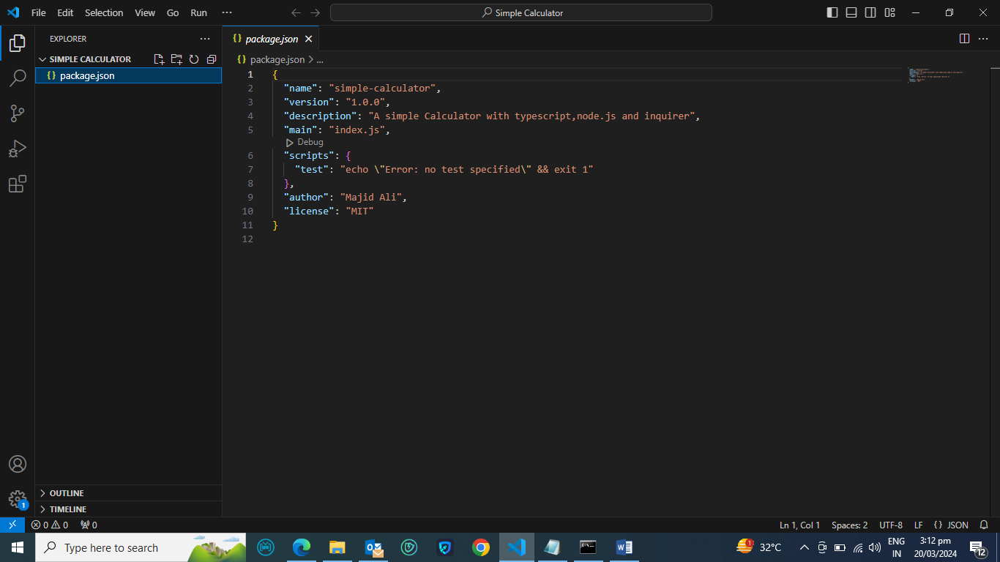 File Edit Selection View Go Run ···
Simple Calculator
EXPLORER
package.json
SIMPLE CALCULATOR
package.json > ...
{} package.json
1 {
2 "name": "simple-calculator",
3 "version": "1.0.0",
4 "description": "A simple Calculator with typescript,node.js and inquirer",
5 "main": "index.js",
Debug
6 "scripts": {
7 "test": "echo \"Error: no test specified\" && exit 1"
8 },
9 "author": "Majid Ali",
10 "license": "MIT"
11 }
12
OUTLINE
1
TIMELINE
0 0 0
Ln 1, Col 1 Spaces: 2 UTF-8 LF {} JSON
Type here to search
1
32°C
ENG
IN
3:12 pm
20/03/2024
12